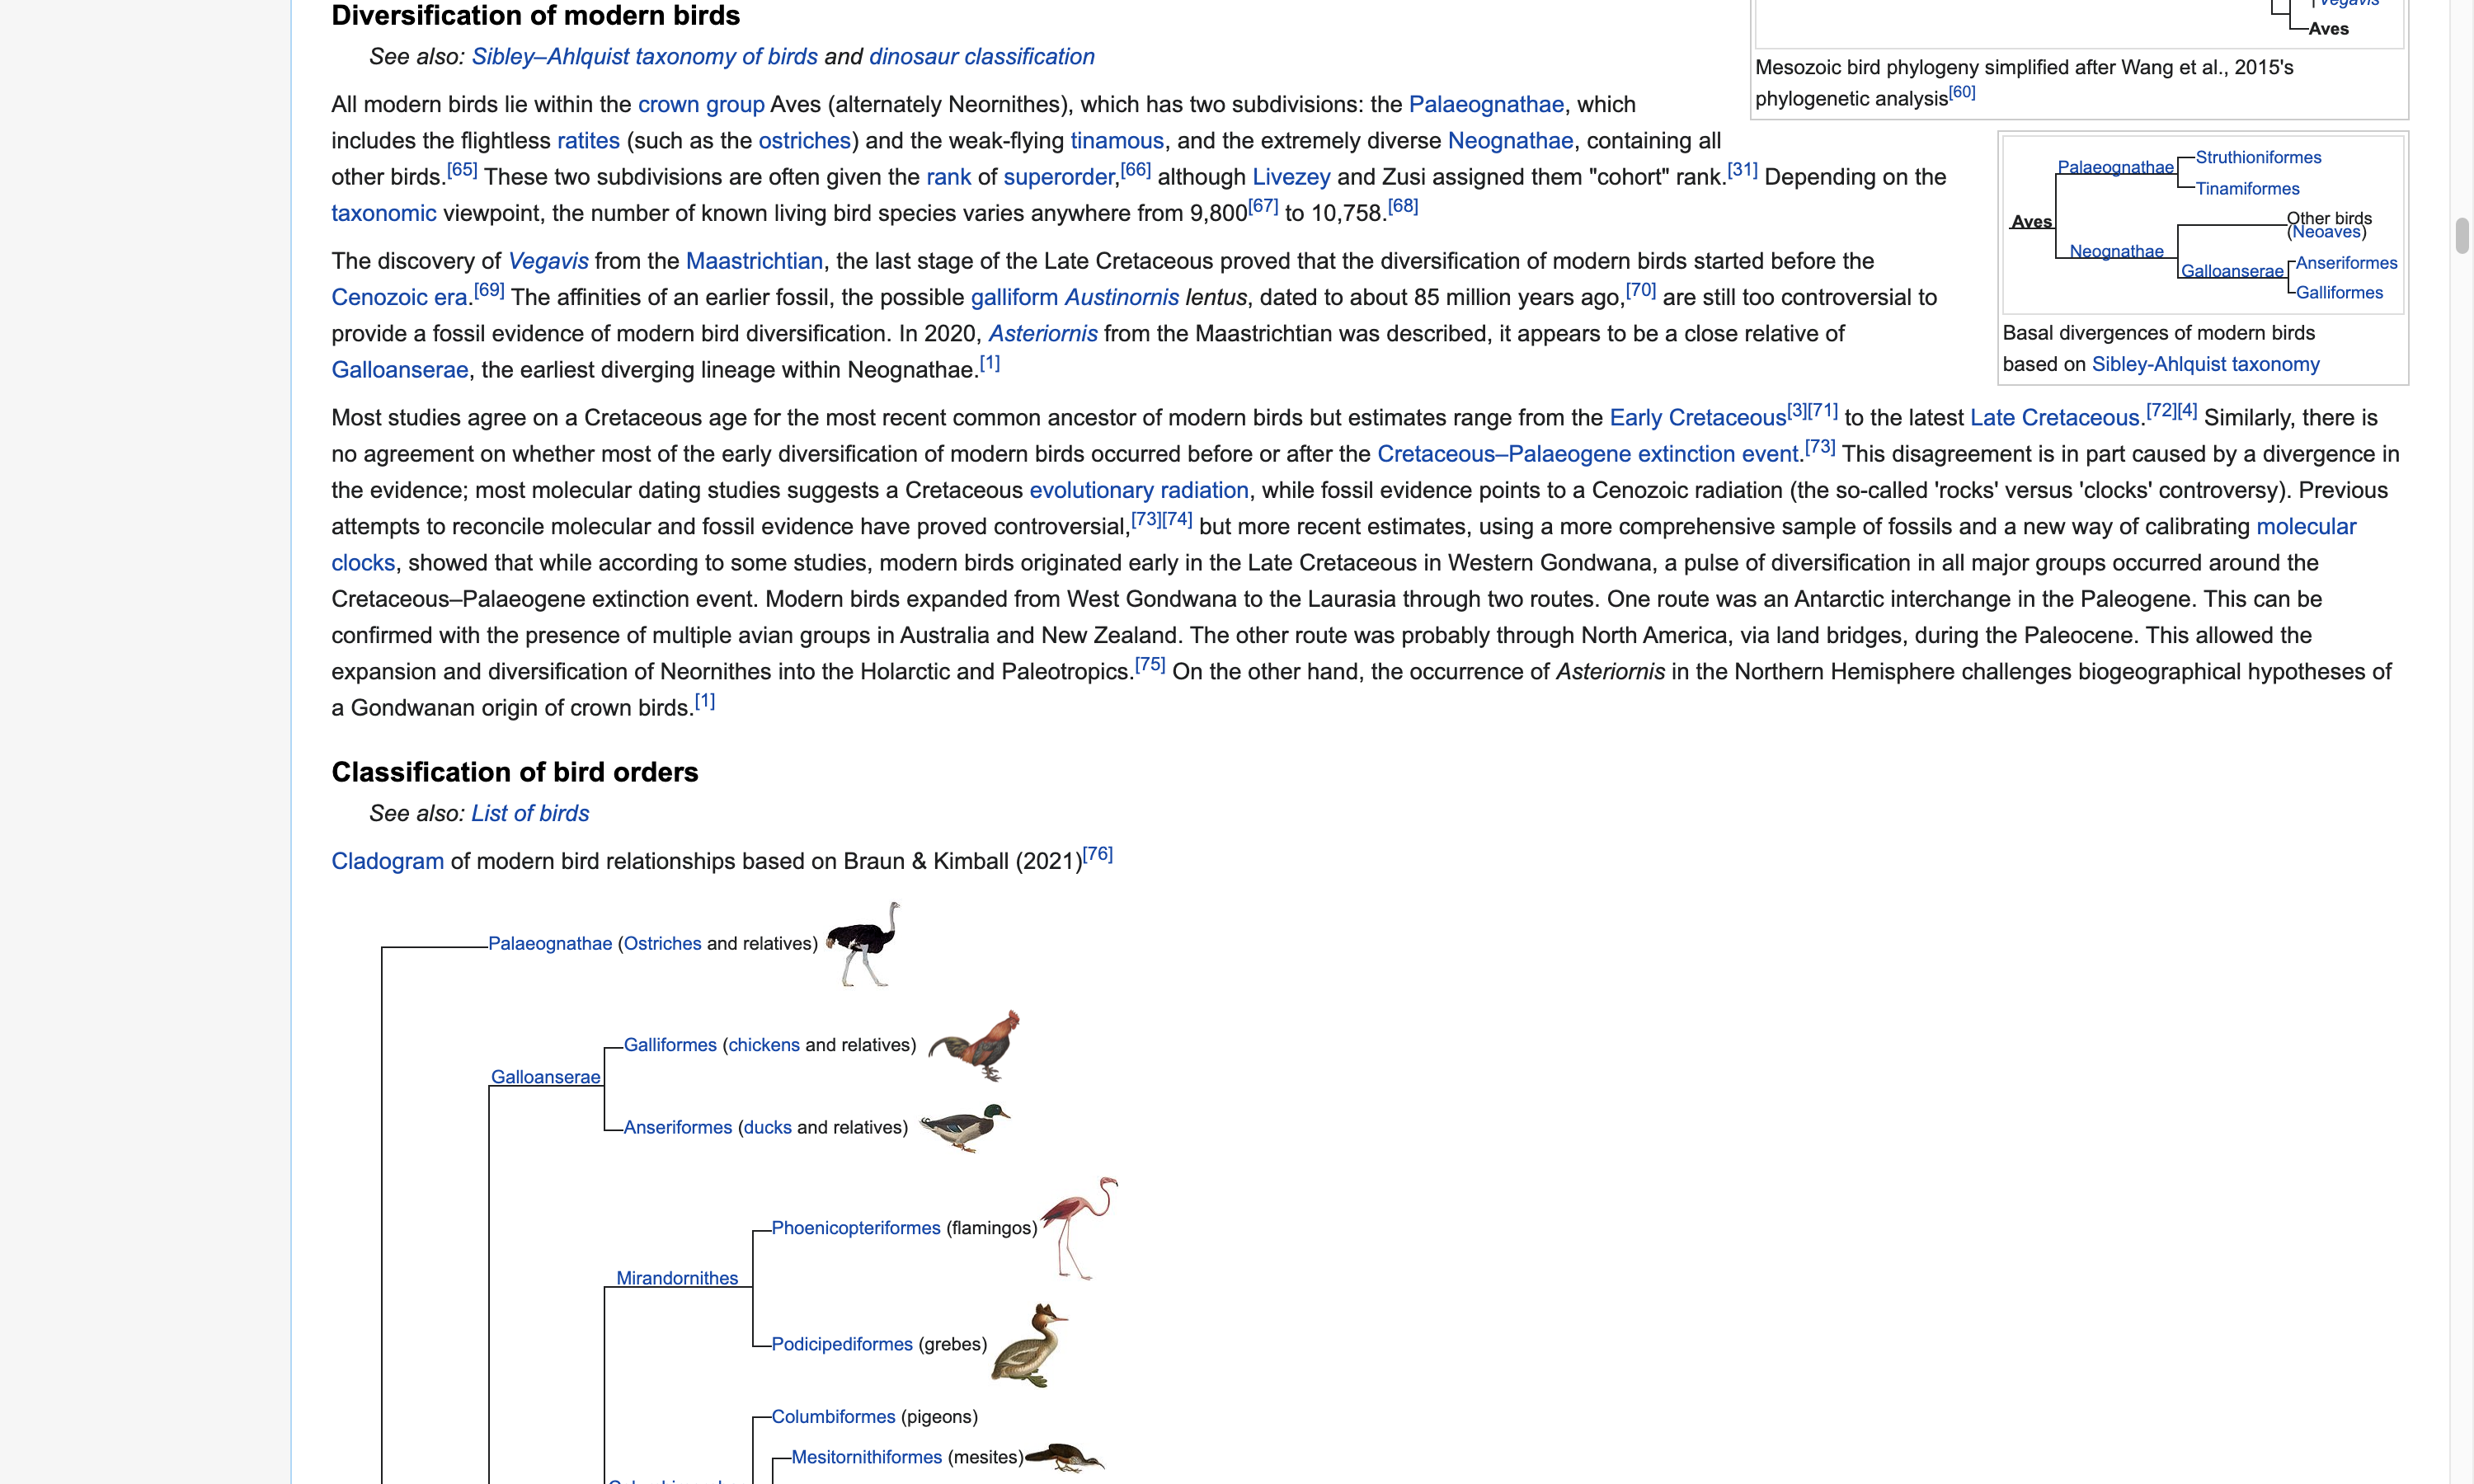 Diversification of modern birds
See also: Sibley–Ahlquist taxonomy of birds and dinosaur classification
All modern birds lie within the crown group Aves (alternately Neornithes), which has two subdivisions: the Palaeognathae, which
includes the flightless ratites (such as the ostriches) and the weak-flying tinamous, and the extremely diverse Neognathae, containing all
other birds.[65] These two subdivisions are often given the rank of superorder,[66] although Livezey and Zusi assigned them "cohort" rank.[31] Depending on the
taxonomic viewpoint, the number of known living bird species varies anywhere from 9,800[67] to 10,758.[68]
The discovery of Vegavis from the Maastrichtian, the last stage of the Late Cretaceous proved that the diversification of modern birds started before the
Cenozoic era.[69] The affinities of an earlier fossil, the possible galliform Austinornis lentus, dated to about 85 million years ago,[70] are still too controversial to
provide a fossil evidence of modern bird diversification. In 2020, Asteriornis from the Maastrichtian was described, it appears to be a close relative of
Galloanserae, the earliest diverging lineage within Neognathae.[1]
Vegavis
Aves
Mesozoic bird phylogeny simplified after Wang et al., 2015's
phylogenetic analysis[60]
Aves
Palaeognathae
Struthioniformes
Tinamiformes
Neognathae
Other birds
(Neoaves)
Galloanserae
Anseriformes
Galliformes
Basal divergences of modern birds
based on Sibley-Ahlquist taxonomy
Most studies agree on a Cretaceous age for the most recent common ancestor of modern birds but estimates range from the Early Cretaceous[3][71] to the latest Late Cretaceous.[72][4] Similarly, there is
no agreement on whether most of the early diversification of modern birds occurred before or after the Cretaceous–Palaeogene extinction event.[73] This disagreement is in part caused by a divergence in
the evidence; most molecular dating studies suggests a Cretaceous evolutionary radiation, while fossil evidence points to a Cenozoic radiation (the so-called 'rocks' versus 'clocks' controversy). Previous
attempts to reconcile molecular and fossil evidence have proved controversial,[73][74] but more recent estimates, using a more comprehensive sample of fossils and a new way of calibrating molecular
clocks, showed that while according to some studies, modern birds originated early in the Late Cretaceous in Western Gondwana, a pulse of diversification in all major groups occurred around the
Cretaceous–Palaeogene extinction event. Modern birds expanded from West Gondwana to the Laurasia through two routes. One route was an Antarctic interchange in the Paleogene. This can be
confirmed with the presence of multiple avian groups in Australia and New Zealand. The other route was probably through North America, via land bridges, during the Paleocene. This allowed the
expansion and diversification of Neornithes into the Holarctic and Paleotropics.[75] On the other hand, the occurrence of Asteriornis in the Northern Hemisphere challenges biogeographical hypotheses of
a Gondwanan origin of crown birds.[1]
Classification of bird orders
See also: List of birds
Cladogram of modern bird relationships based on Braun & Kimball (2021)[76]
Palaeognathae (Ostriches and relatives)
Galliformes (chickens and relatives)
Galloanserae
Anseriformes (ducks and relatives)
Phoenicopteriformes (flamingos)
Mirandornithes
Podicipediformes (grebes)
Columbiformes (pigeons)
Mesitornithiformes (mesites)